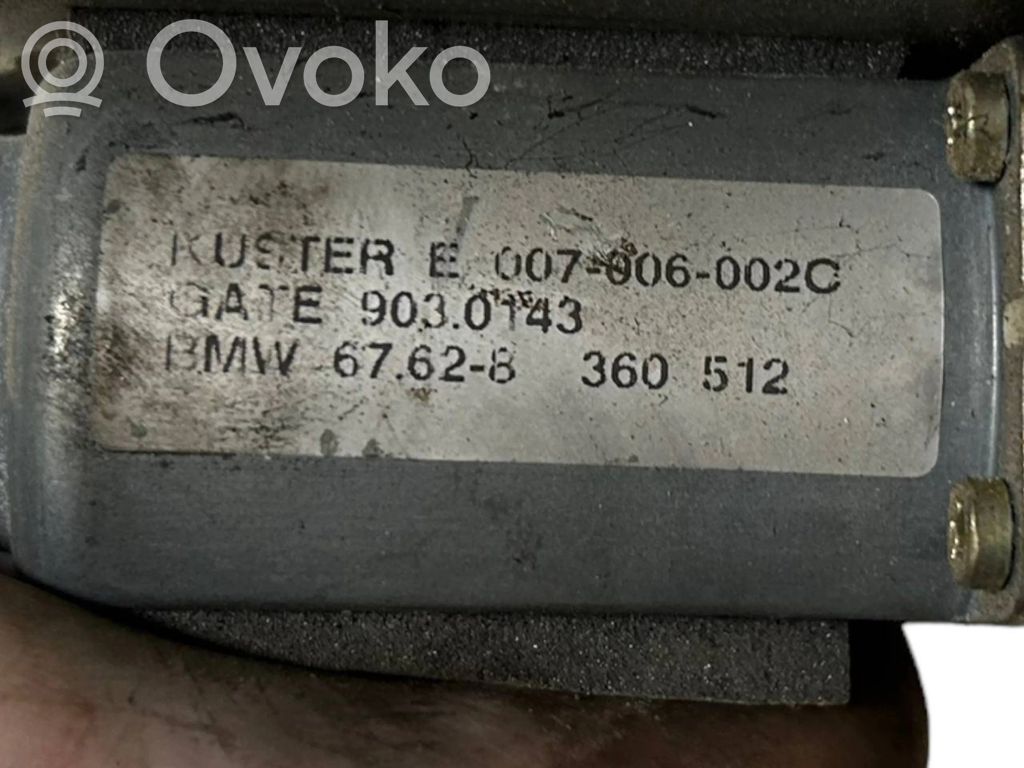 Ovoko
KUSTER E 007-006-002C
GATE 903.0143
BMW 67.62-8 360 512